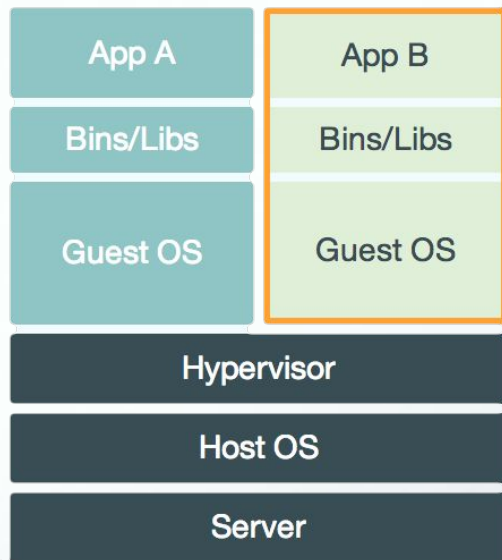 App A
App B
Bins/Libs
Bins/Libs
Guest OS
Guest OS
Hypervisor
Host OS
Server